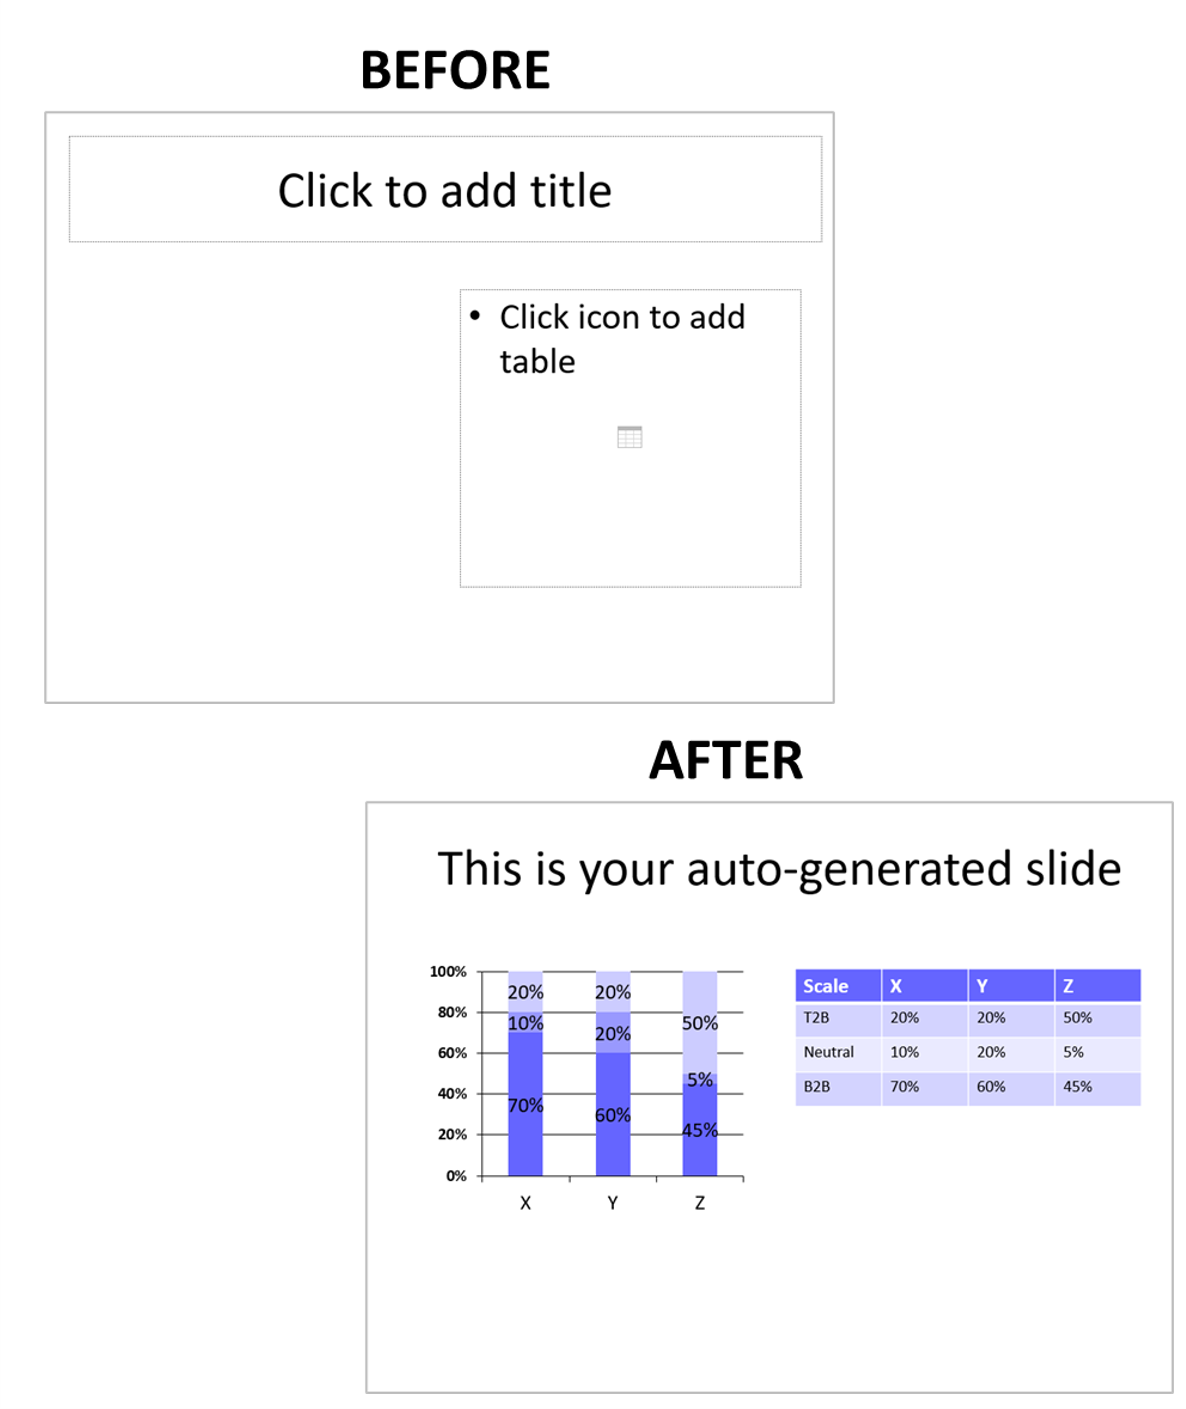 BEFORE
Click to add title
• Click icon to add
table
AFTER
This is your auto-generated slide
100%
80%
60%
40%
20%
0%
20% 20% 50%
10% 20% 5%
70% 60% 45%
X Y Z
Scale X Y Z
T2B 20% 20% 50%
Neutral 10% 20% 5%
B2B 70% 60% 45%